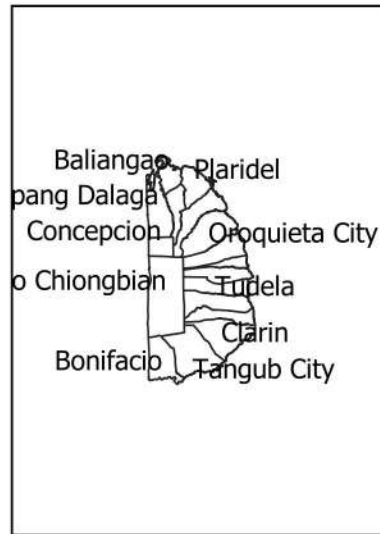 Baliangao
Plaridel
pang Dalaga
Concepcion
Oroquieta City
o Chiongbian
Tudela
Clarin
Bonifacio
Tangub City